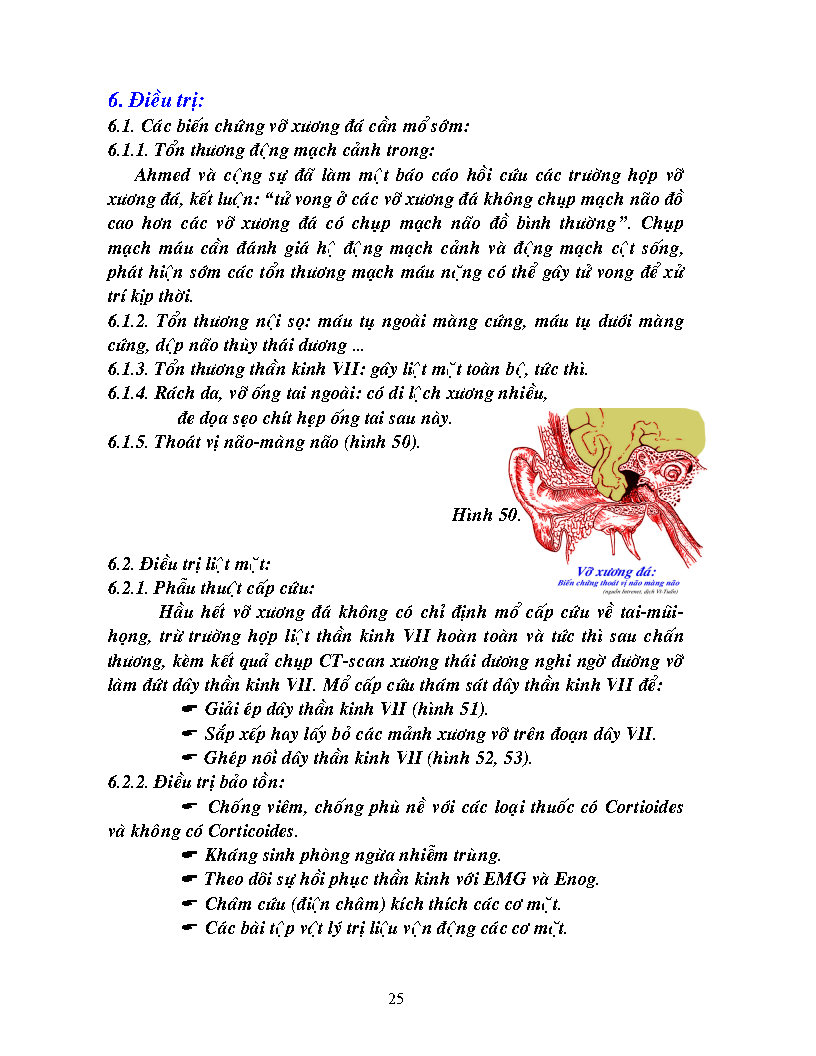 6. Điều trị:
6.1. Các biến chứng vỡ xương đá cần mổ sớm:
6.1.1. Tổn thương động mạch cảnh trong:
Ahmed và cộng sự đã làm một báo cáo hồi cứu các trường hợp vỡ
xương đá, kết luận: “tử vong ở các vỡ xương đá không chụp mạch não đồ
cao hơn các vỡ xương đá có chụp mạch não đồ bình thường”. Chụp
mạch máu cần đánh giá hệ động mạch cảnh và động mạch cột sống,
phát hiện sớm các tổn thương mạch máu nặng có thể gây tử vong để xử
trí kịp thời.
6.1.2. Tổn thương nội sọ: máu tụ ngoài màng cứng, máu tụ dưới màng
cứng, dập não thùy thái dương ...
6.1.3. Tổn thương thần kinh VII: gây liệt mặt toàn bộ, tức thì.
6.1.4. Rách da, vỡ ống tai ngoài: có di lệch xương nhiều,
đe dọa sẹo chít hẹp ống tai sau này.
6.1.5. Thoát vị não-màng não (hình 50).
Hình 50.
Vỡ xương đá:
Biến chứng thoát vị não màng não
(nguồn Intrenet, dịch Vi-Tuấn)
6.2. Điều trị liệt mặt:
6.2.1. Phẫu thuật cấp cứu:
Hầu hết vỡ xương đá không có chỉ định mổ cấp cứu về tai-mũi-
họng, trừ trường hợp liệt thần kinh VII hoàn toàn và tức thì sau chấn
thương, kèm kết quả chụp CT-scan xương thái dương nghi ngờ đường vỡ
làm đứt dây thần kinh VII. Mổ cấp cứu thám sát dây thần kinh VII để:
☛ Giải ép dây thần kinh VII (hình 51).
☛ Sắp xếp hay lấy bỏ các mảnh xương vỡ trên đoạn dây VII.
☛ Ghép nối dây thần kinh VII (hình 52, 53).
6.2.2. Điều trị bảo tồn:
☛ Chống viêm, chống phù nề với các loại thuốc có Cortioides
và không có Corticoides.
☛ Kháng sinh phòng ngừa nhiễm trùng.
☛ Theo dõi sự hồi phục thần kinh với EMG và Enog.
☛ Châm cứu (điện châm) kích thích các cơ mặt.
☛ Các bài tập vật lý trị liệu vận động các cơ mặt.
25